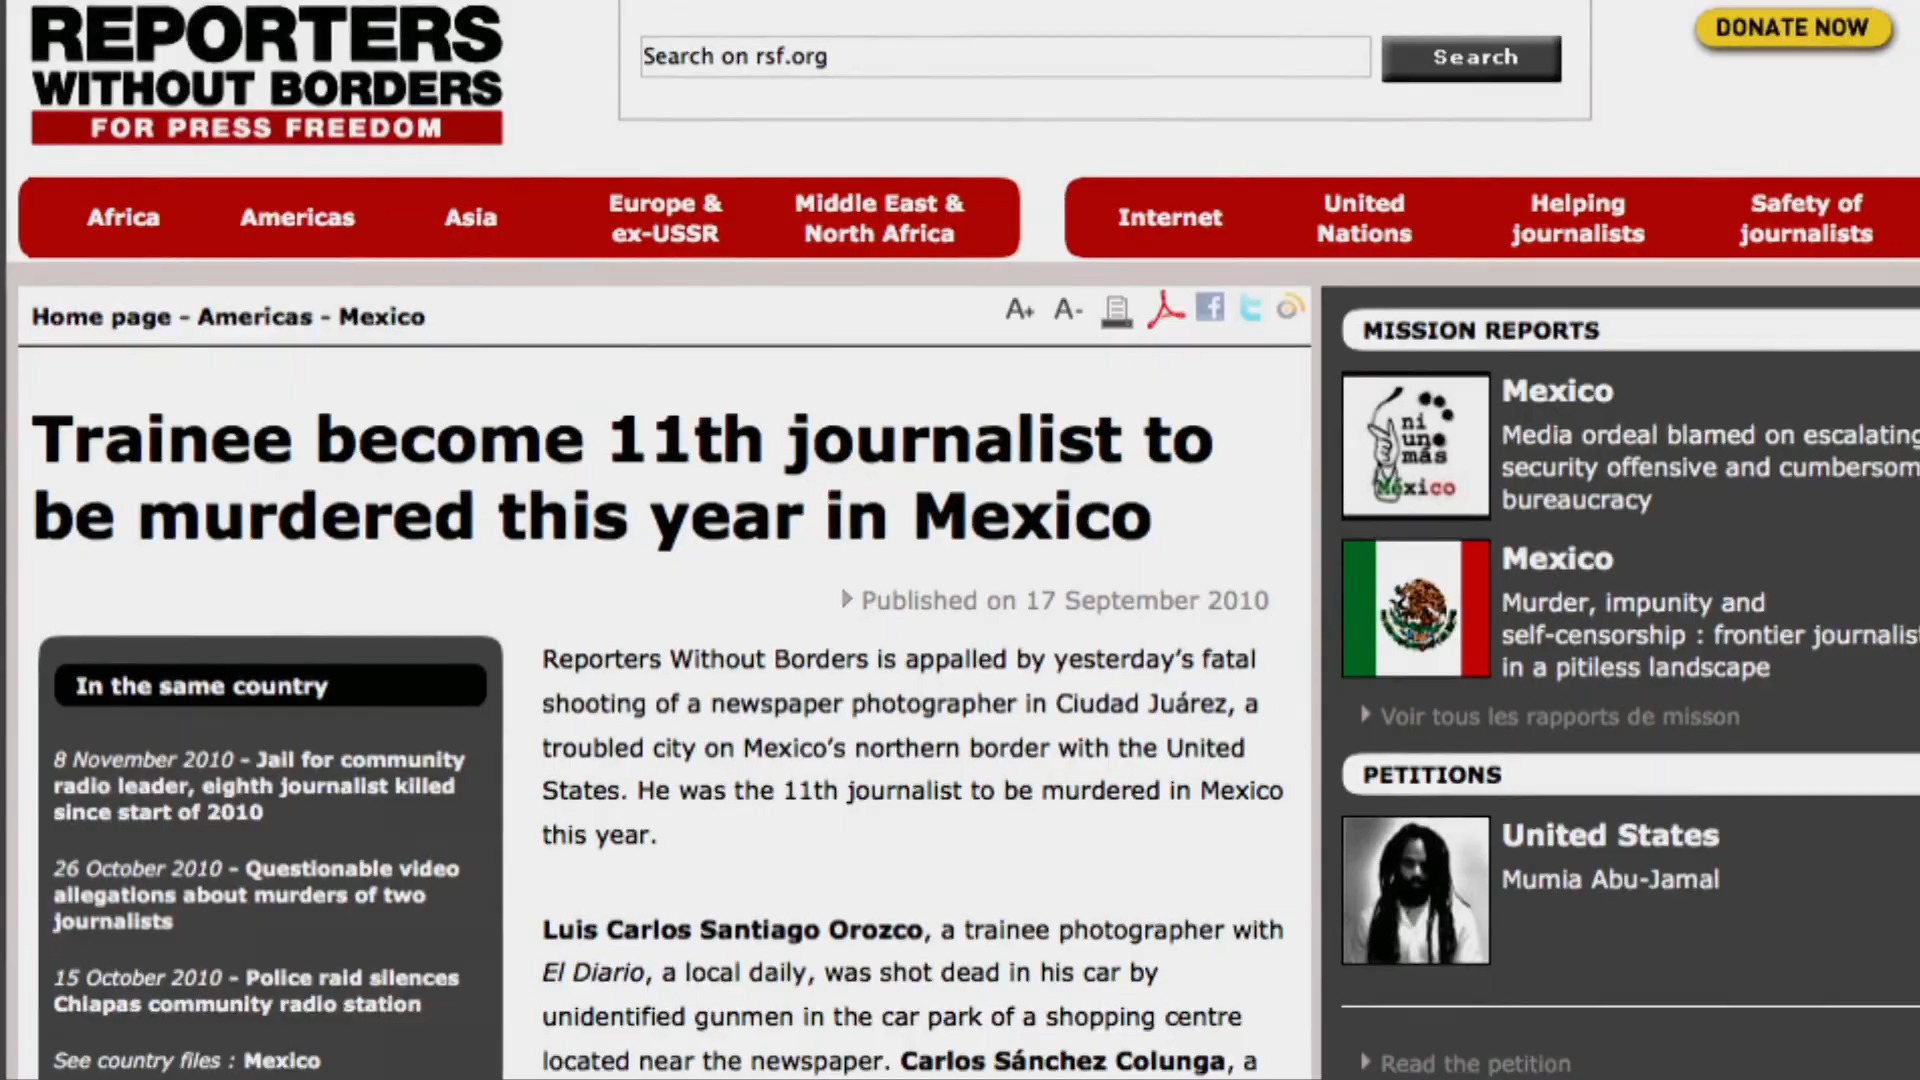 REPORTERS
WITHOUT BORDERS
FOR PRESS FREEDOM
Search on rsf.org
Search
DONATE NOW
Africa
Americas
Asia
Europe &
ex-USSR
Middle East &
North Africa
Internet
United
Nations
Helping
journalists
Safety of
journalists
Home page - Americas - Mexico
A+ A-
Trainee become 11th journalist to
be murdered this year in Mexico
Published on 17 September 2010
In the same country
8 November 2010 - Jail for community
radio leader, eighth journalist killed
since start of 2010
26 October 2010 - Questionable video
allegations about murders of two
journalists
15 October 2010 - Police raid silences
Chiapas community radio station
See country files : Mexico
Reporters Without Borders is appalled by yesterday's fatal
shooting of a newspaper photographer in Ciudad Juárez, a
troubled city on Mexico's northern border with the United
States. He was the 11th journalist to be murdered in Mexico
this year.
Luis Carlos Santiago Orozco, a trainee photographer with
El Diario, a local daily, was shot dead in his car by
unidentified gunmen in the car park of a shopping centre
located near the newspaper. Carlos Sánchez Colunga, a
MISSION REPORTS
ni
uno
más
México
Mexico
Media ordeal blamed on escalating
security offensive and cumbersom
bureaucracy
Mexico
Murder, impunity and
self-censorship : frontier journalist
in a pitiless landscape
Voir tous les rapports de misson
PETITIONS
United States
Mumia Abu-Jamal
Read the petition